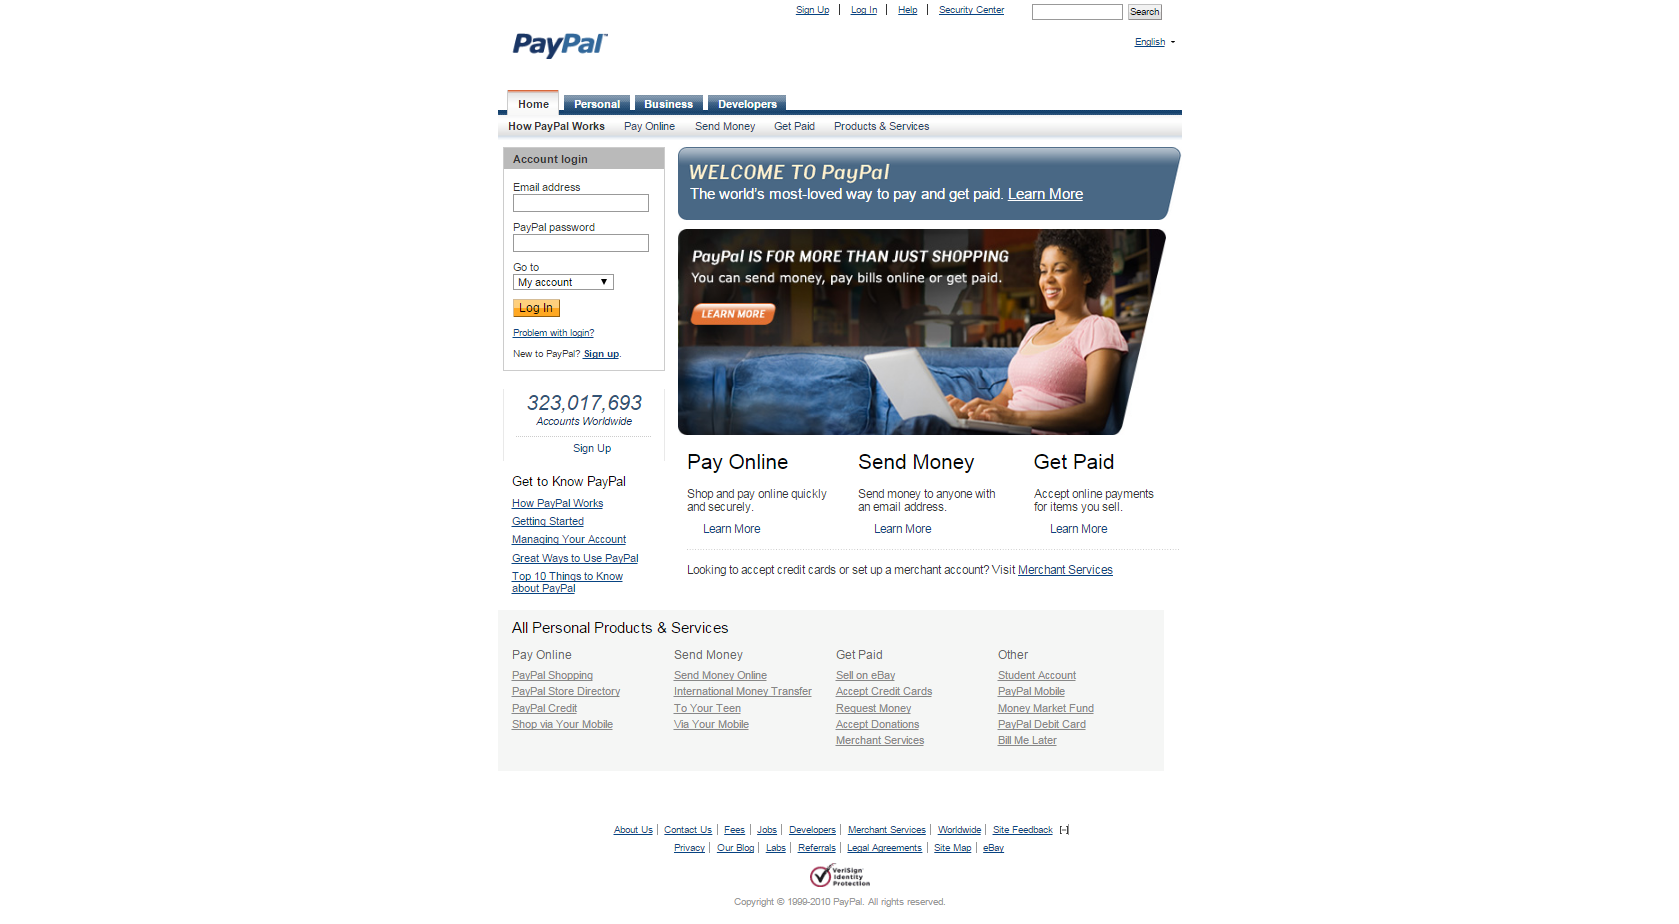 Sign Up | Log In | Help | Security Center Search
PayPal™
English
Home Personal Business Developers
How PayPal Works Pay Online Send Money Get Paid Products & Services
Account login
Email address
PayPal password
Go to
My account
Log In
Problem with login?
New to PayPal? Sign up.
WELCOME TO PayPal
The world's most-loved way to pay and get paid. Learn More
PayPal IS FOR MORE THAN JUST SHOPPING
You can send money, pay bills online or get paid.
LEARN MORE
323,017,693
Accounts Worldwide
Sign Up
Get to Know PayPal
How PayPal Works
Getting Started
Managing Your Account
Great Ways to Use PayPal
Top 10 Things to Know
about PayPal
Pay Online
Shop and pay online quickly
and securely.
Learn More
Send Money
Send money to anyone with
an email address.
Learn More
Get Paid
Accept online payments
for items you sell.
Learn More
Looking to accept credit cards or set up a merchant account? Visit Merchant Services
All Personal Products & Services
Pay Online
PayPal Shopping
PayPal Store Directory
PayPal Credit
Shop via Your Mobile
Send Money
Send Money Online
International Money Transfer
To Your Teen
Via Your Mobile
Get Paid
Sell on eBay
Accept Credit Cards
Request Money
Accept Donations
Merchant Services
Other
Student Account
PayPal Mobile
Money Market Fund
PayPal Debit Card
Bill Me Later
About Us | Contact Us | Fees | Jobs | Developers | Merchant Services | Worldwide | Site Feedback [-]
Privacy | Our Blog | Labs | Referrals | Legal Agreements | Site Map | eBay
VeriSign
Identity
Protection
Copyright © 1999-2010 PayPal. All rights reserved.